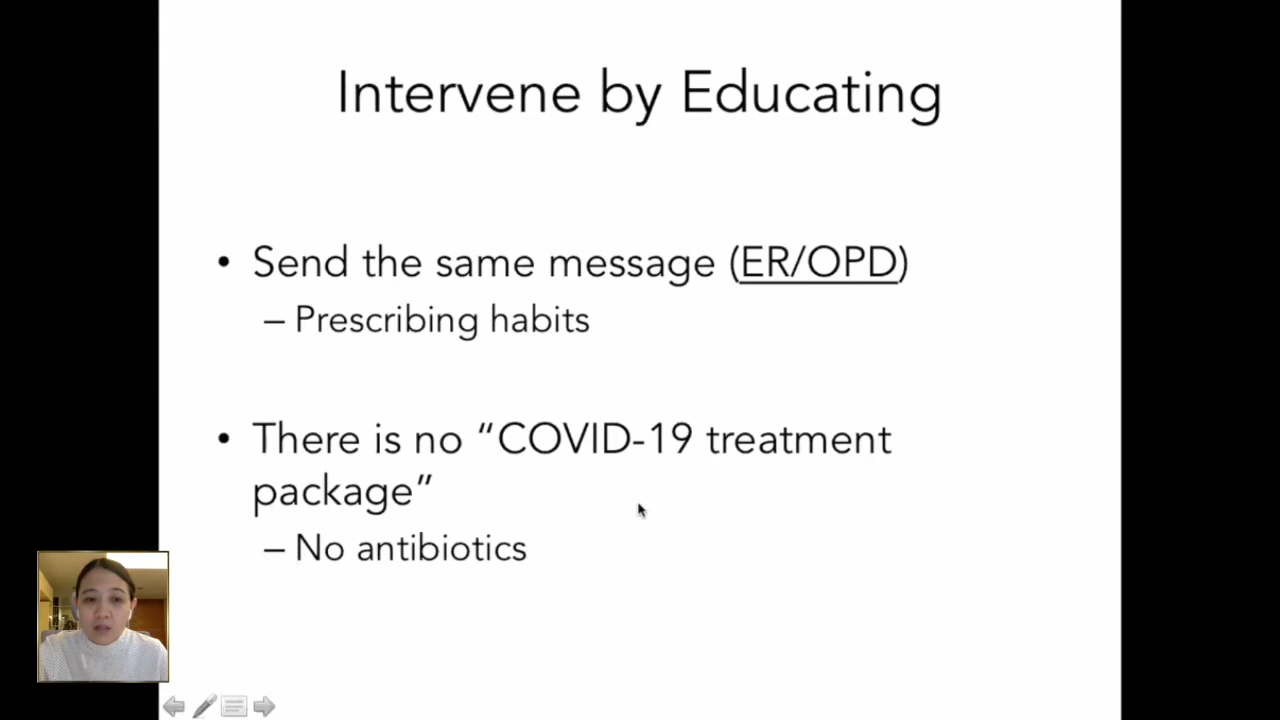 Intervene by Educating
• Send the same message (ER/OPD)
– Prescribing habits
• There is no “COVID-19 treatment
package”
– No antibiotics